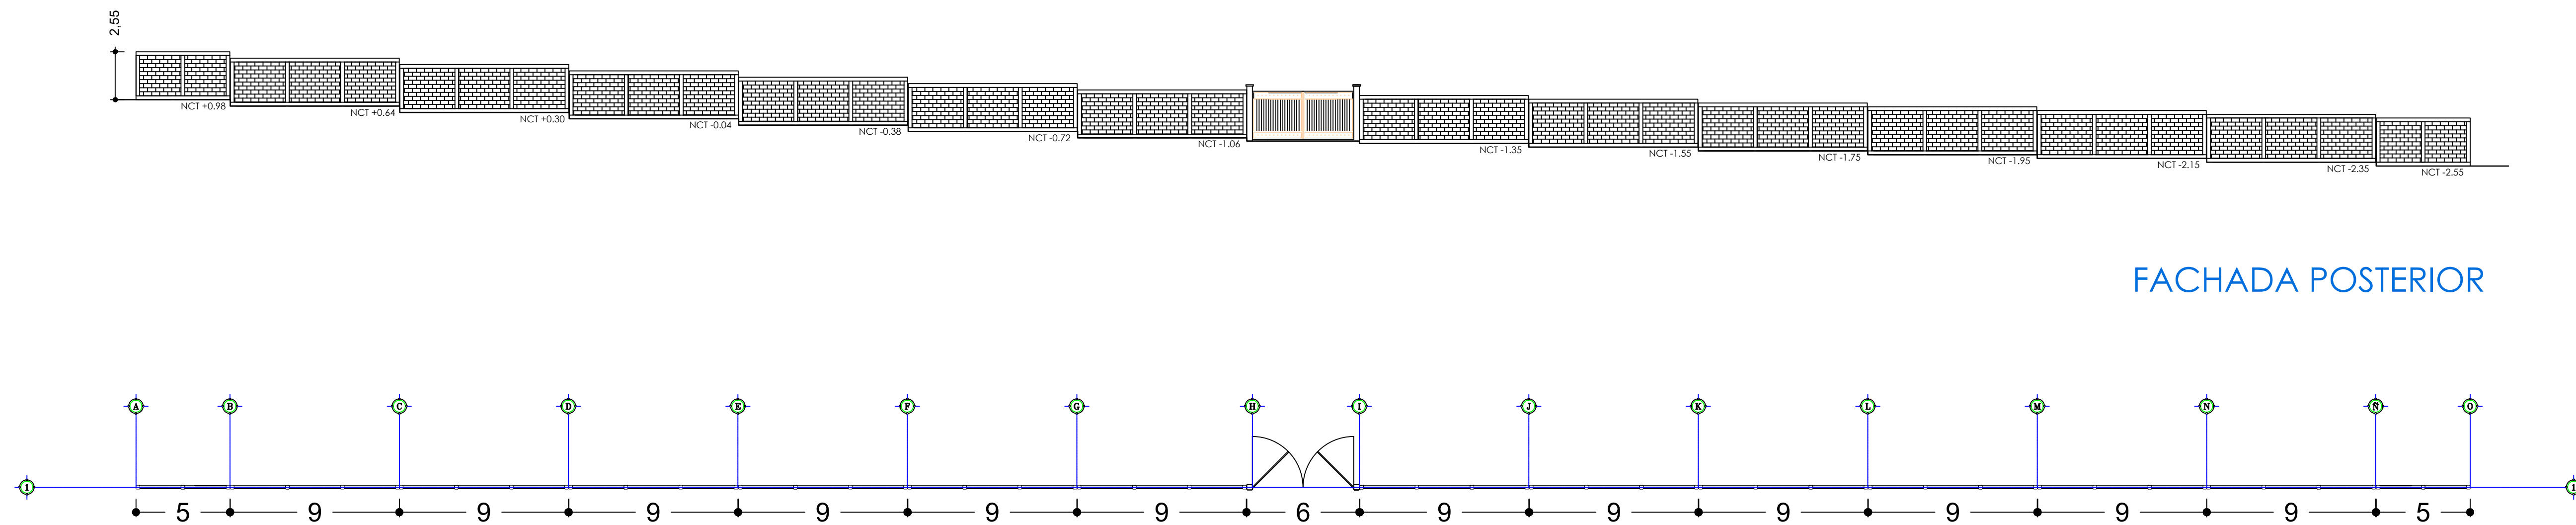 2,55
NCT +0.98
NCT +0.64
NCT +0.30
NCT -0.04
NCT -0.38
NCT -0.72
NCT -1.06
NCT -1.35
NCT -1.55
NCT -1.75
NCT -1.95
NCT -2.15
NCT -2.35
NCT -2.55
FACHADA POSTERIOR
A B C D E F G H I J K L M N Ñ O
1 1
5 9 9 9 9 9 9 6 9 9 9 9 9 9 5